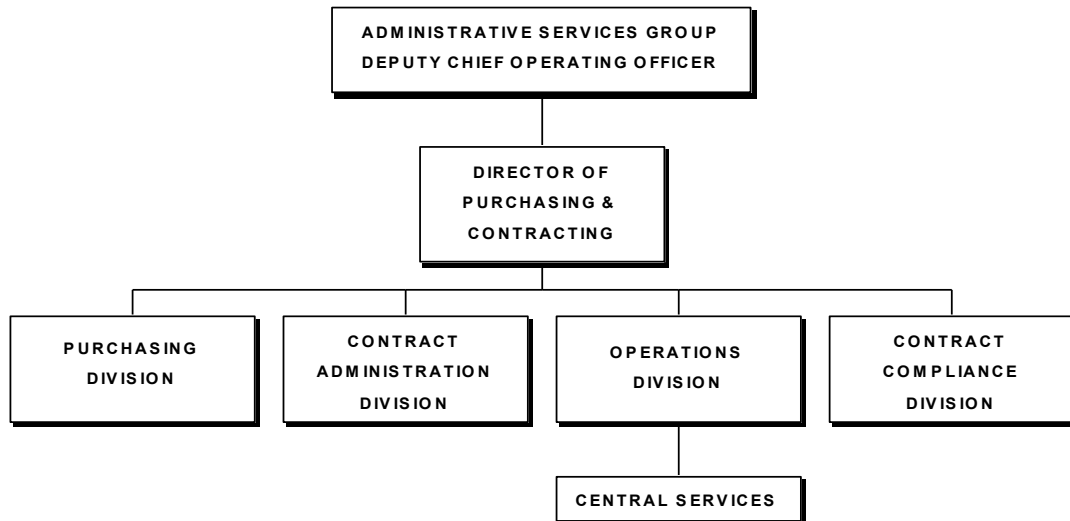 ADMINISTRATIVE SERVICES GROUP
DEPUTY CHIEF OPERATING OFFICER
DIRECTOR OF
PURCHASING &
CONTRACTING
PURCHASING
DIVISION
CONTRACT
ADMINISTRATION
DIVISION
OPERATIONS
DIVISION
CONTRACT
COMPLIANCE
DIVISION
CENTRAL SERVICES